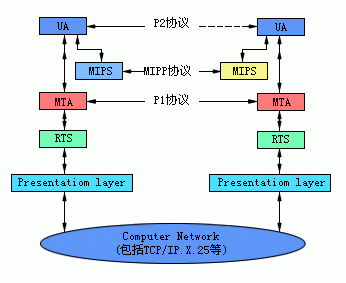 P2协议
UA
UA
MIPS
MIPP协议
MIPS
MTA
P1协议
MTA
RTS
RTS
Presentatiom layer
Presentatiom layer
Computer Network
(包括TCP/IP.X.25等)